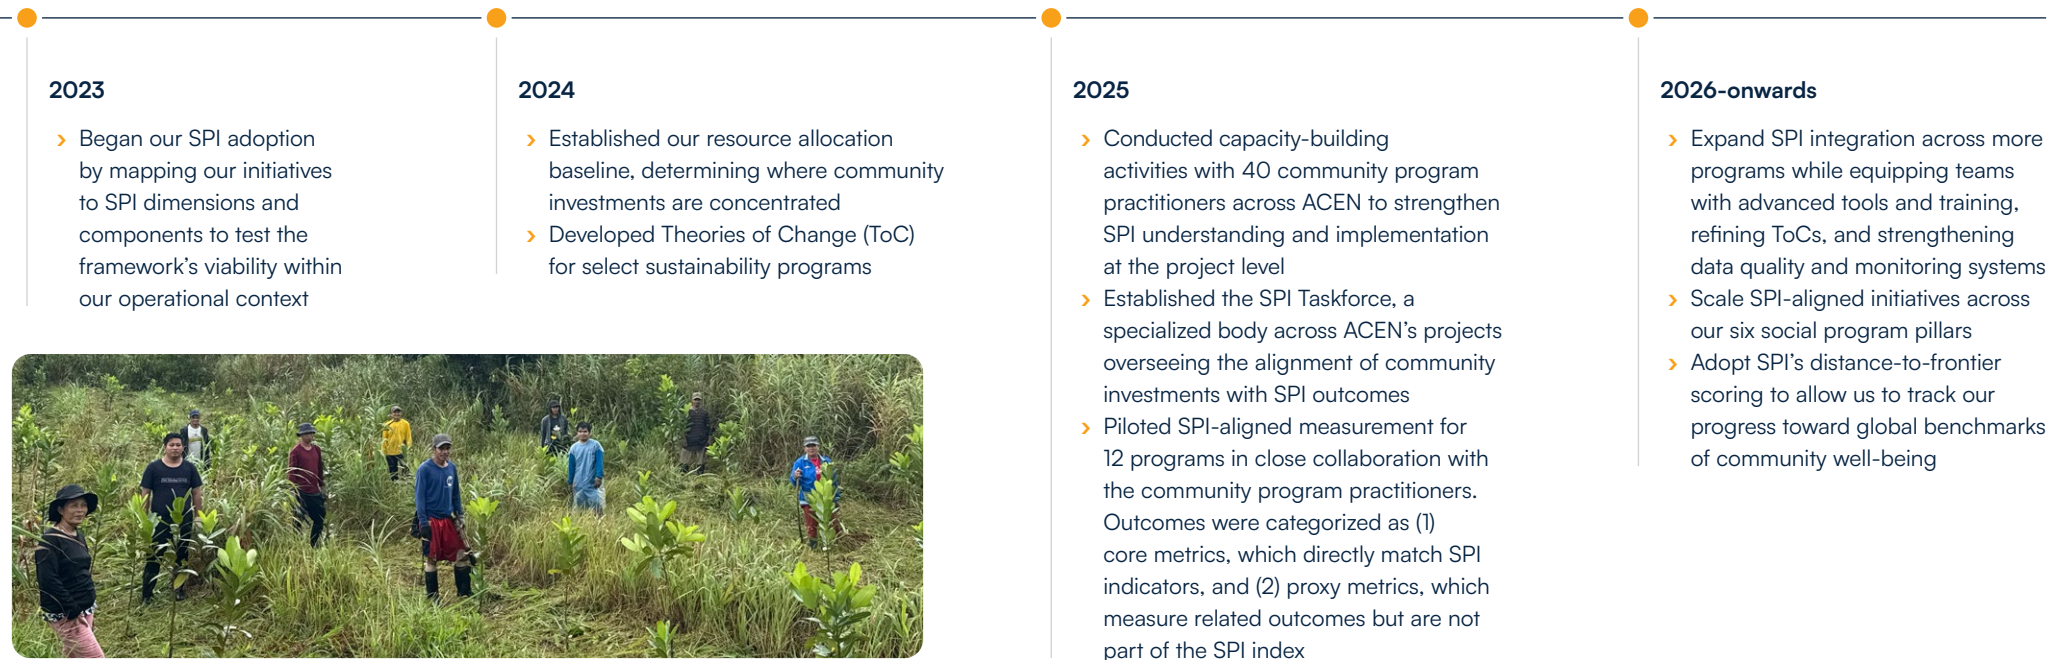 2023
› Began our SPI adoption
by mapping our initiatives
to SPI dimensions and
components to test the
framework’s viability within
our operational context
2024
› Established our resource allocation
baseline, determining where community
investments are concentrated
› Developed Theories of Change (ToC)
for select sustainability programs
2025
› Conducted capacity-building
activities with 40 community program
practitioners across ACEN to strengthen
SPI understanding and implementation
at the project level
› Established the SPI Taskforce, a
specialized body across ACEN’s projects
overseeing the alignment of community
investments with SPI outcomes
› Piloted SPI-aligned measurement for
12 programs in close collaboration with
the community program practitioners.
Outcomes were categorized as (1)
core metrics, which directly match SPI
indicators, and (2) proxy metrics, which
measure related outcomes but are not
part of the SPI index
2026-onwards
› Expand SPI integration across more
programs while equipping teams
with advanced tools and training,
refining ToCs, and strengthening
data quality and monitoring systems
› Scale SPI-aligned initiatives across
our six social program pillars
› Adopt SPI’s distance-to-frontier
scoring to allow us to track our
progress toward global benchmarks
of community well-being